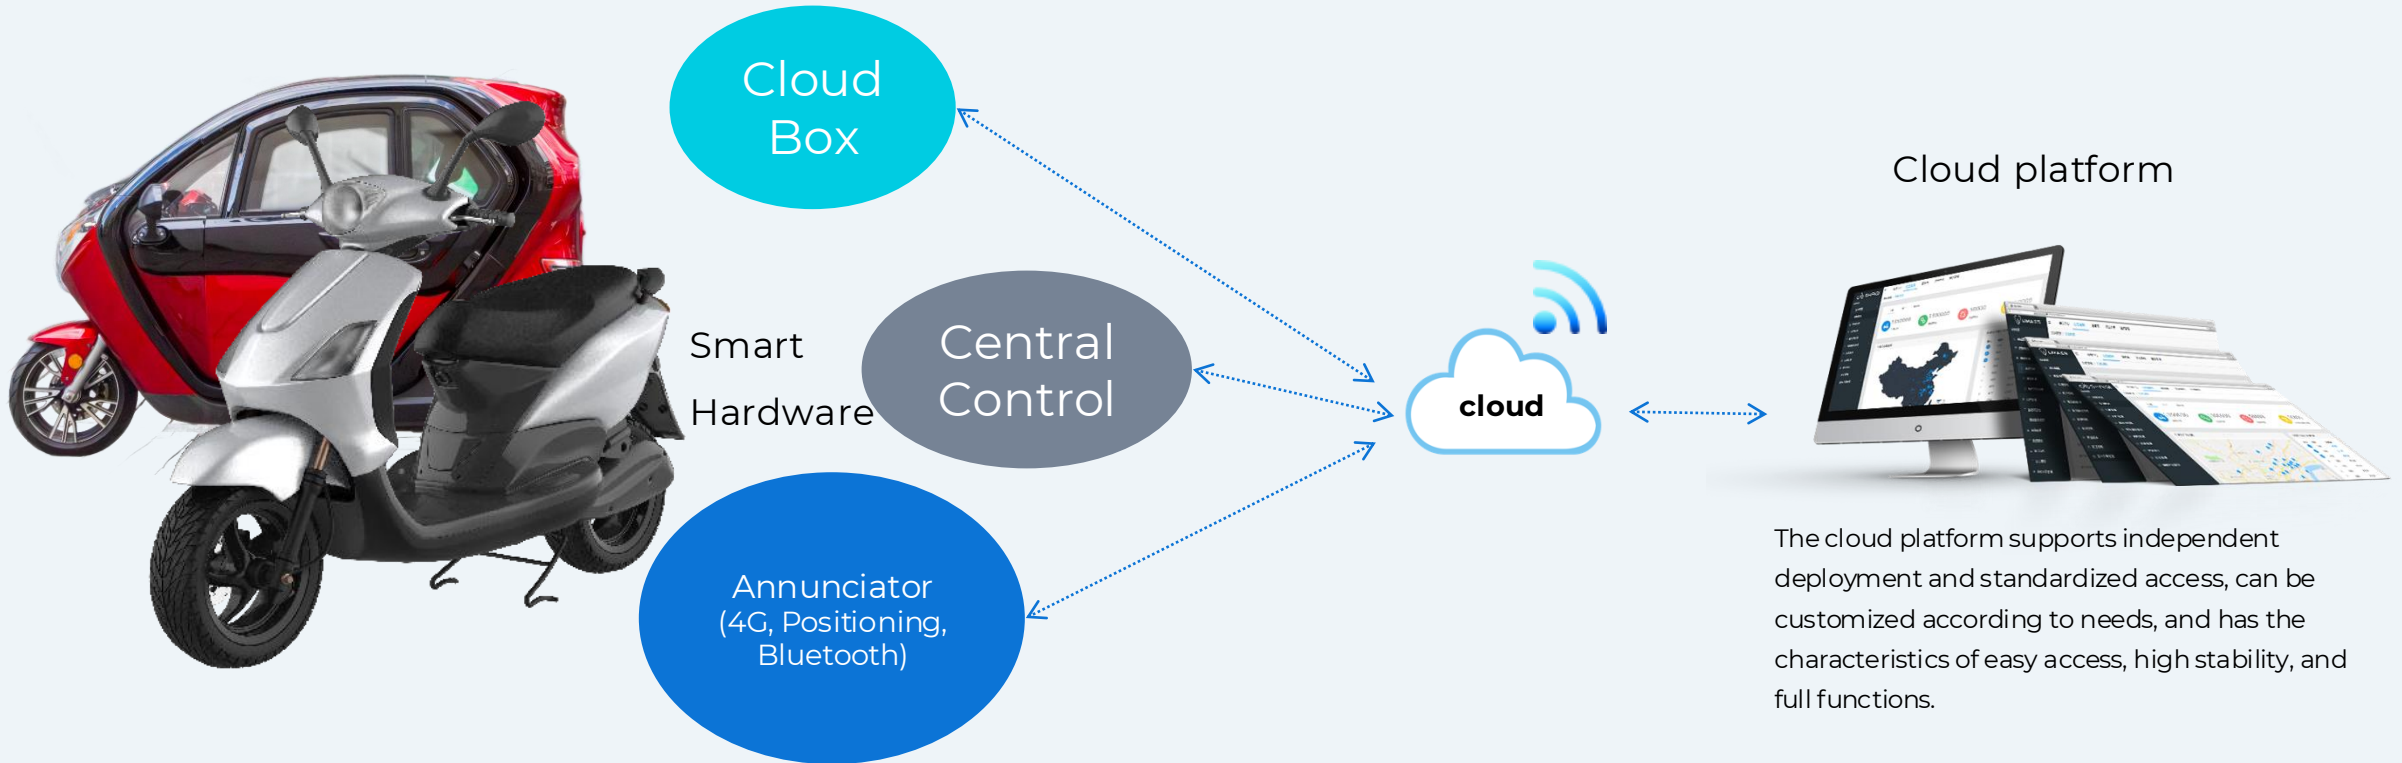 Cloud
Box
Smart
Hardware
Central
Control
Annunciator
(4G, Positioning,
Bluetooth)
cloud
Cloud platform
The cloud platform supports independent
deployment and standardized access, can be
customized according to needs, and has the
characteristics of easy access, high stability, and
full functions.